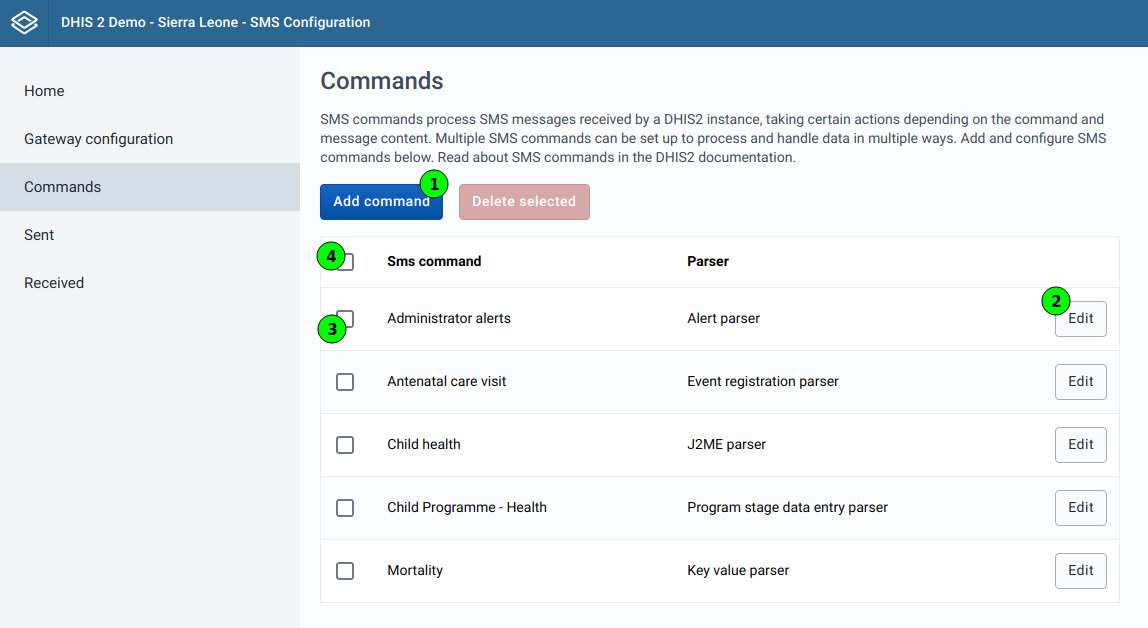 DHIS 2 Demo - Sierra Leone - SMS Configuration
Home
Gateway configuration
Commands
Sent
Received
Commands
SMS commands process SMS messages received by a DHIS2 instance, taking certain actions depending on the command and
message content. Multiple SMS commands can be set up to process and handle data in multiple ways. Add and configure SMS
commands below. Read about SMS commands in the DHIS2 documentation.
1
Add command Delete selected
4 Sms command Parser
2
3 Administrator alerts Alert parser Edit
Antenatal care visit Event registration parser Edit
Child health J2ME parser Edit
Child Programme - Health Program stage data entry parser Edit
Mortality Key value parser Edit